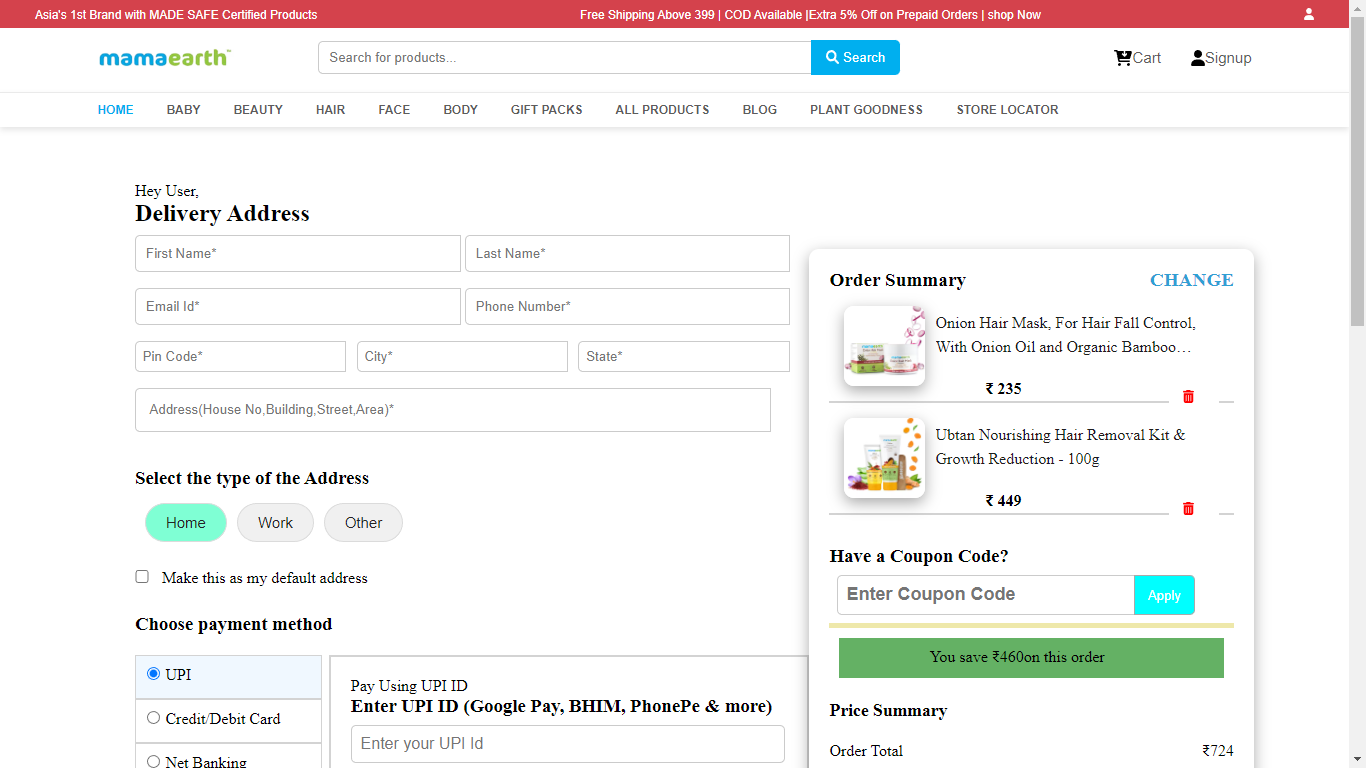 Asia's 1st Brand with MADE SAFE Certified Products
Free Shipping Above 399 | COD Available |Extra 5% Off on Prepaid Orders | shop Now
mamaearth™
Search for products...
Search
Cart
Signup
HOME BABY BEAUTY HAIR FACE BODY GIFT PACKS ALL PRODUCTS BLOG PLANT GOODNESS STORE LOCATOR
Hey User,
Delivery Address
First Name*
Last Name*
Email Id*
Phone Number*
Pin Code*
City*
State*
Address(House No,Building,Street,Area)*
Select the type of the Address
Home
Work
Other
Make this as my default address
Choose payment method
UPI
Credit/Debit Card
Net Banking
Pay Using UPI ID
Enter UPI ID (Google Pay, BHIM, PhonePe & more)
Enter your UPI Id
Order Summary
CHANGE
Onion Hair Mask, For Hair Fall Control,
With Onion Oil and Organic Bamboo…
₹ 235
Ubtan Nourishing Hair Removal Kit &
Growth Reduction - 100g
₹ 449
Have a Coupon Code?
Enter Coupon Code
Apply
You save ₹460on this order
Price Summary
Order Total
₹724